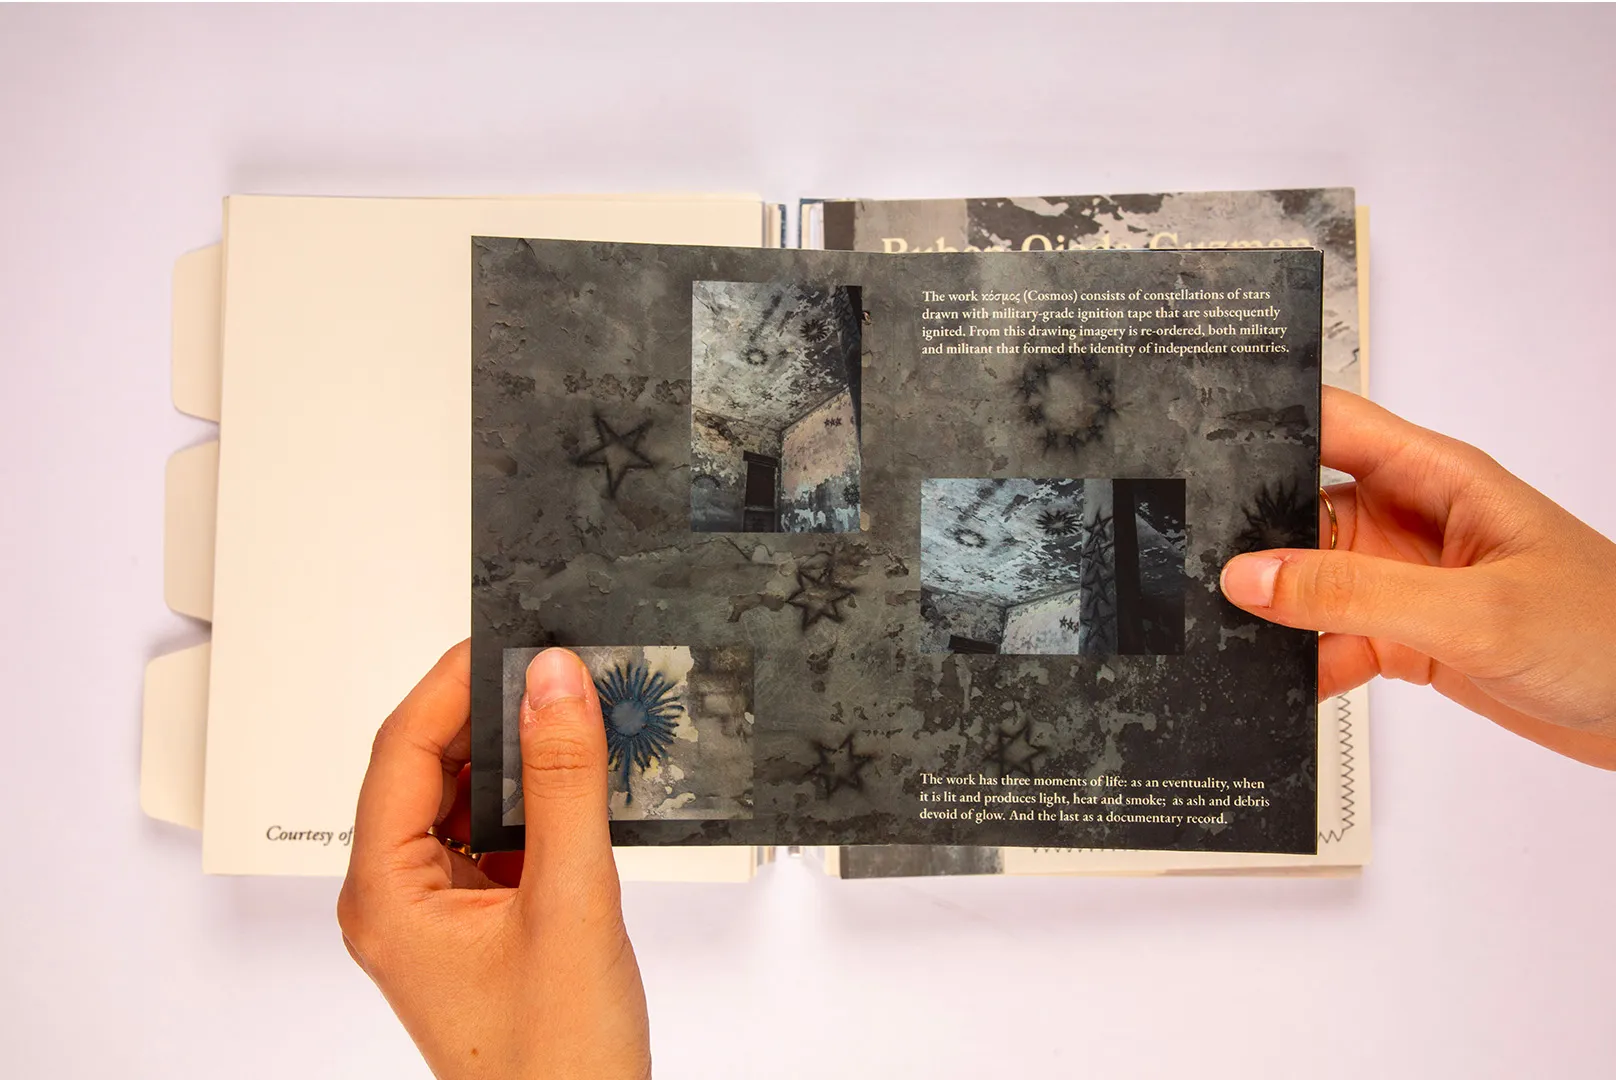 Ruben Ojeda Guzman
The work κόσμος (Cosmos) consists of constellations of stars
drawn with military-grade ignition tape that are subsequently
ignited. From this drawing imagery is re-ordered, both military
and militant that formed the identity of independent countries.
The work has three moments of life: as an eventuality, when
it is lit and produces light, heat and smoke; as ash and debris
devoid of glow. And the last as a documentary record.
Courtesy of